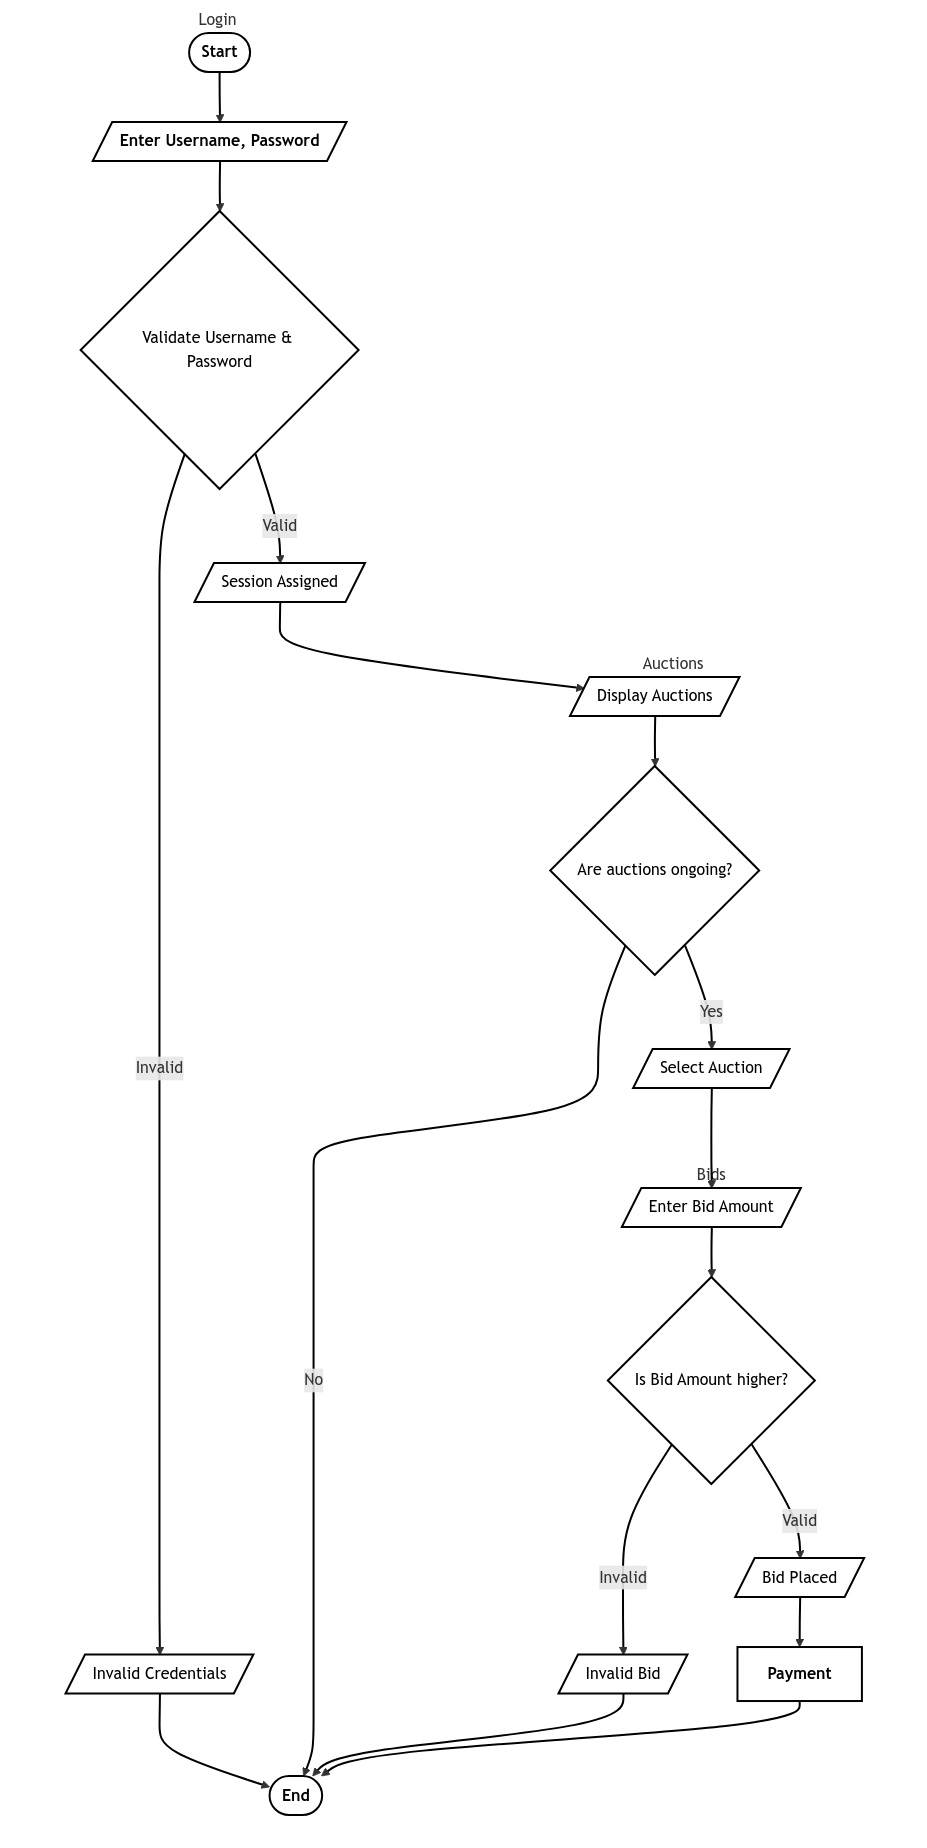 Login
Start
Enter Username, Password
Validate Username &
Password
Valid
Session Assigned
Auctions
Display Auctions
Are auctions ongoing?
Yes
Invalid
Select Auction
Bids
Enter Bid Amount
No
Is Bid Amount higher?
Valid
Invalid
Bid Placed
Invalid Credentials
Invalid Bid
Payment
End